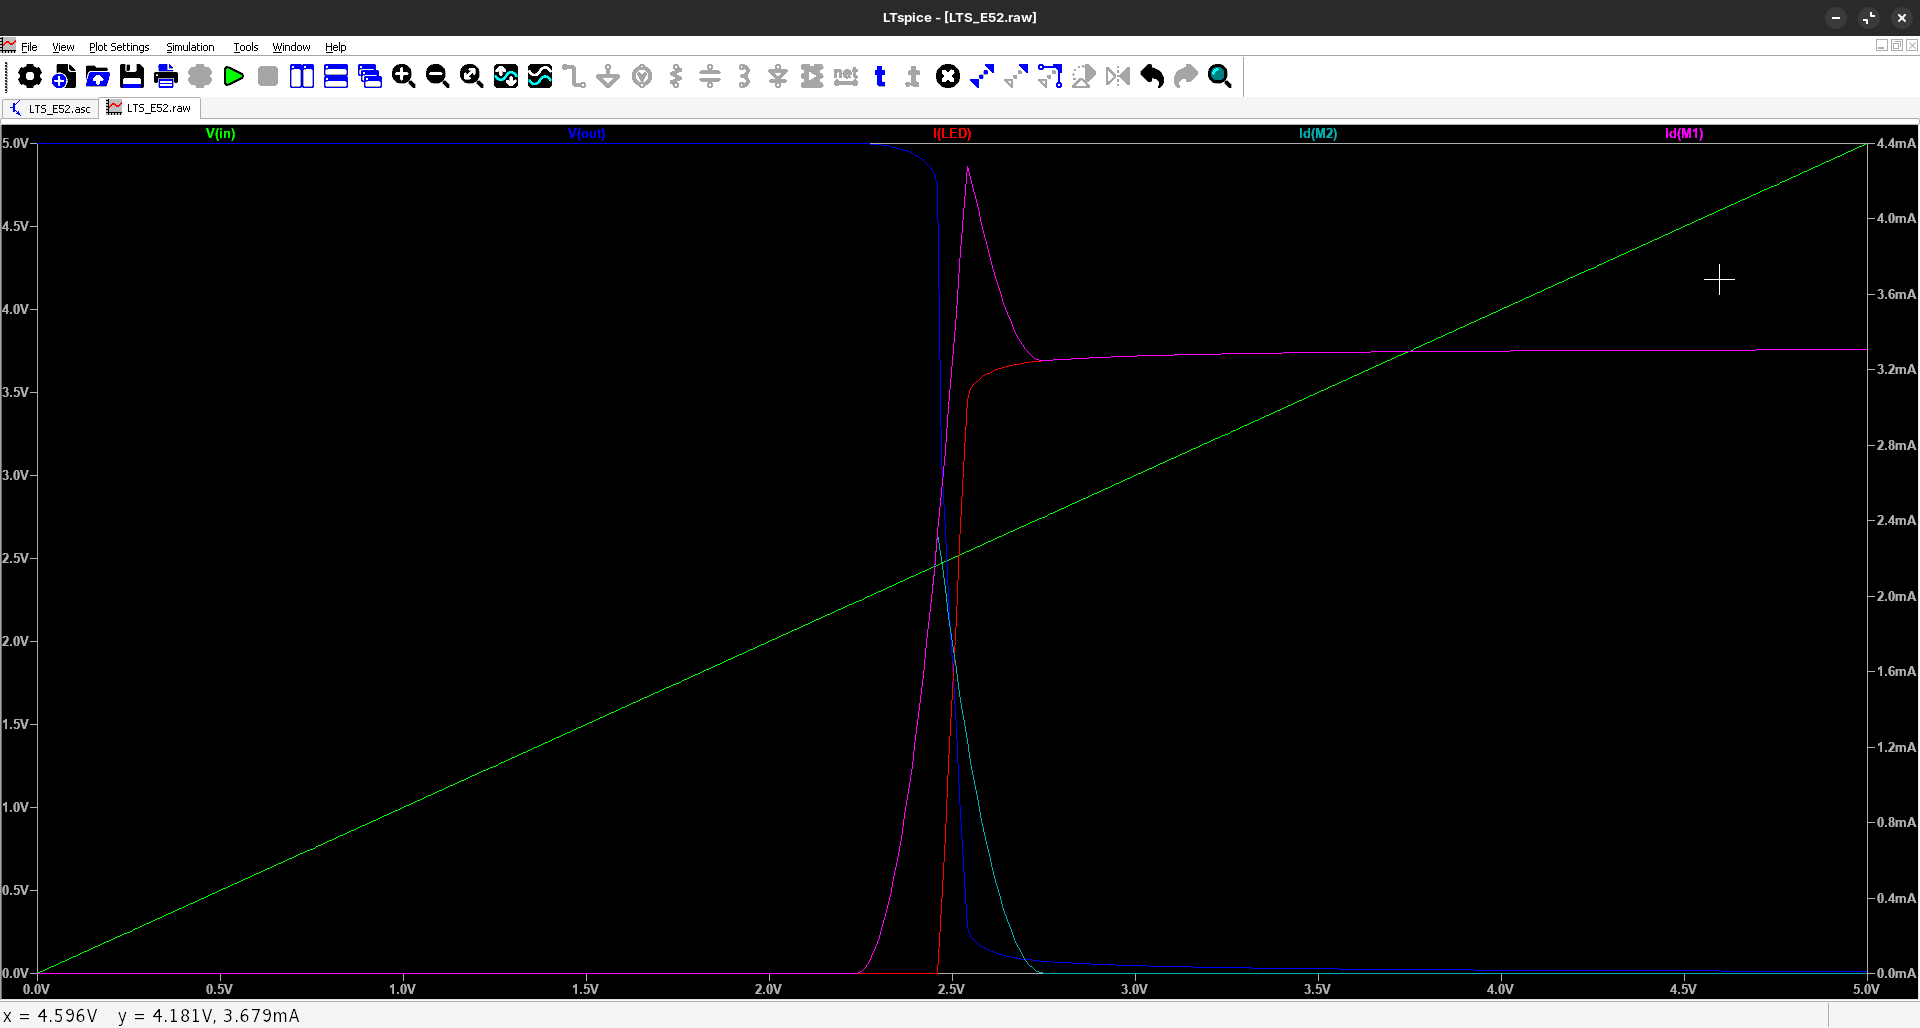 LTspice - [LTS_E52.raw]
File View Plot Settings Simulation Tools Window Help
net t t
LTS_E52.asc LTS_E52.raw
V(in) V(out) I(LED) Id(M2) Id(M1)
5.0V 4.4mA
4.5V 4.0mA
4.0V 3.6mA
3.5V 3.2mA
3.0V 2.8mA
2.5V 2.4mA
2.0V 2.0mA
1.5V 1.6mA
1.0V 1.2mA
0.5V 0.8mA
0.4mA
0.0V 0.0mA
0.0V 0.5V 1.0V 1.5V 2.0V 2.5V 3.0V 3.5V 4.0V 4.5V 5.0V
x = 4.596V y = 4.181V, 3.679mA